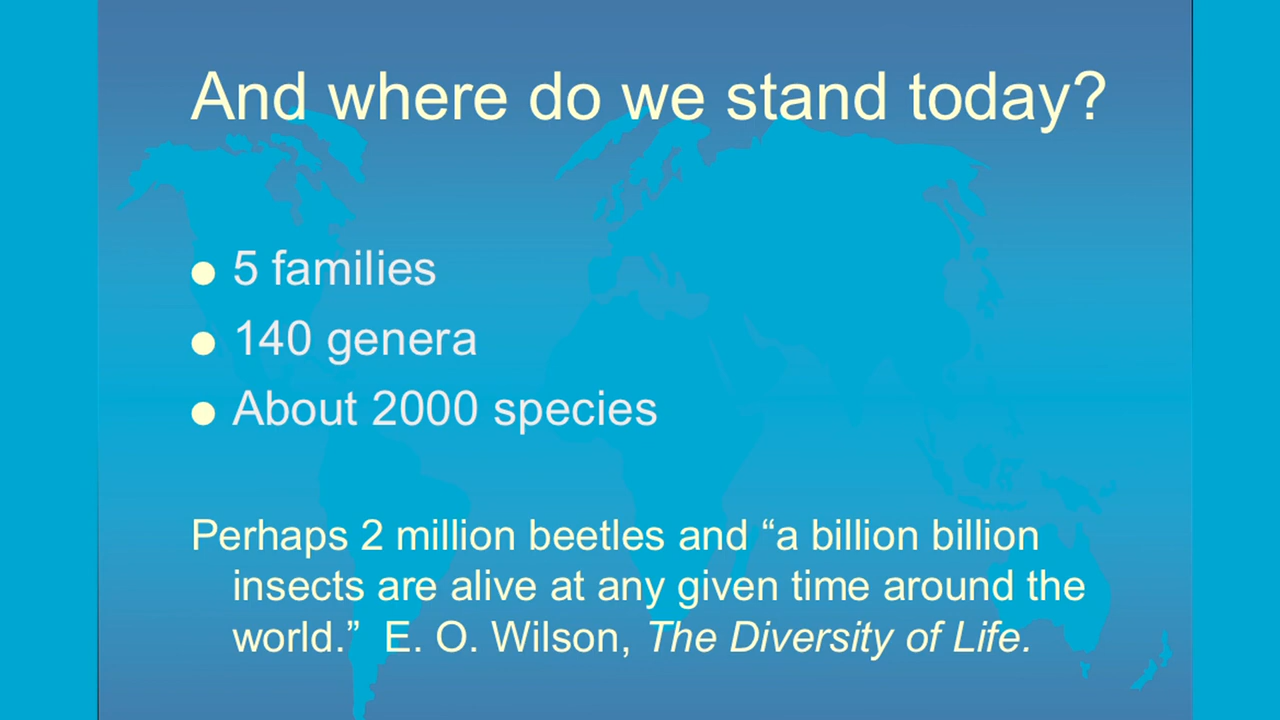 And where do we stand today?
● 5 families
● 140 genera
● About 2000 species
Perhaps 2 million beetles and “a billion billion
insects are alive at any given time around the
world.”  E. O. Wilson, The Diversity of Life.